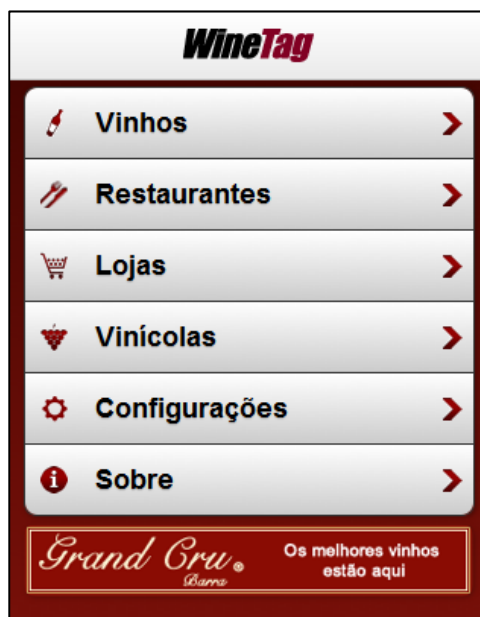 WineTag
Vinhos
Restaurantes
Lojas
Vinícolas
Configurações
Sobre
Grand Cru®
Barra
Os melhores vinhos
estão aqui